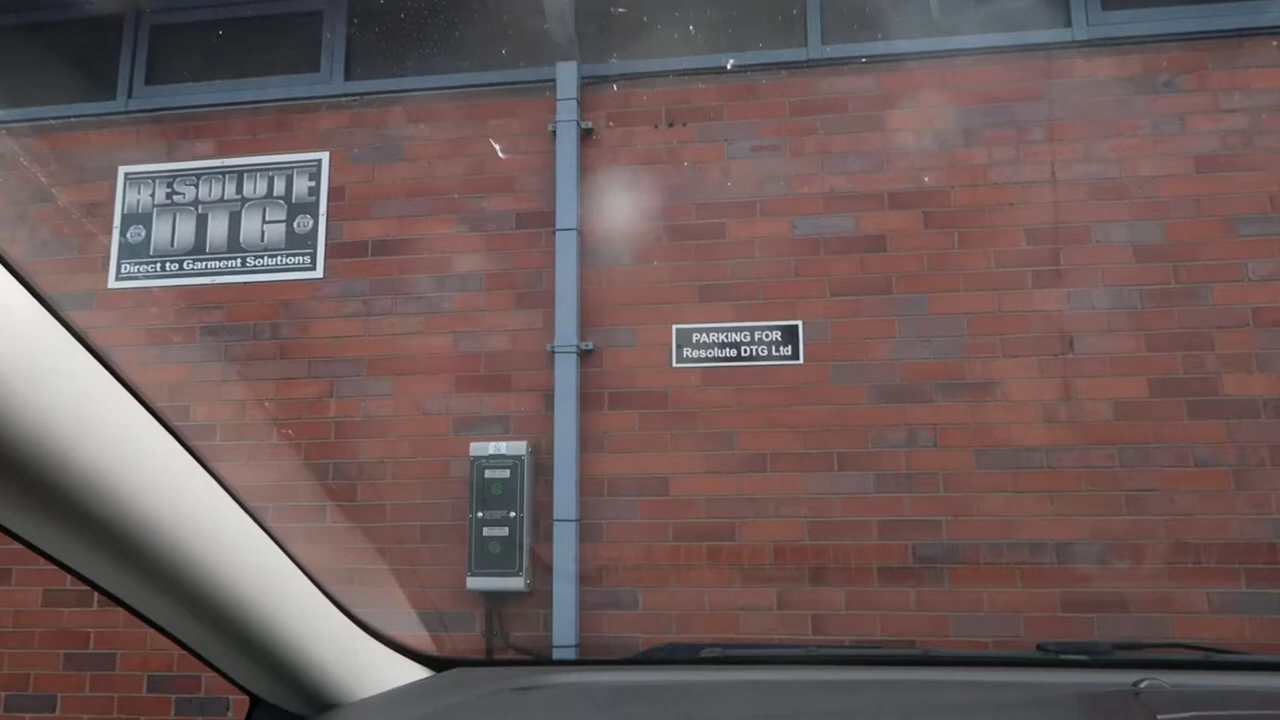 RESOLUTE
DTG
Direct to Garment Solutions
PARKING FOR
Resolute DTG Ltd